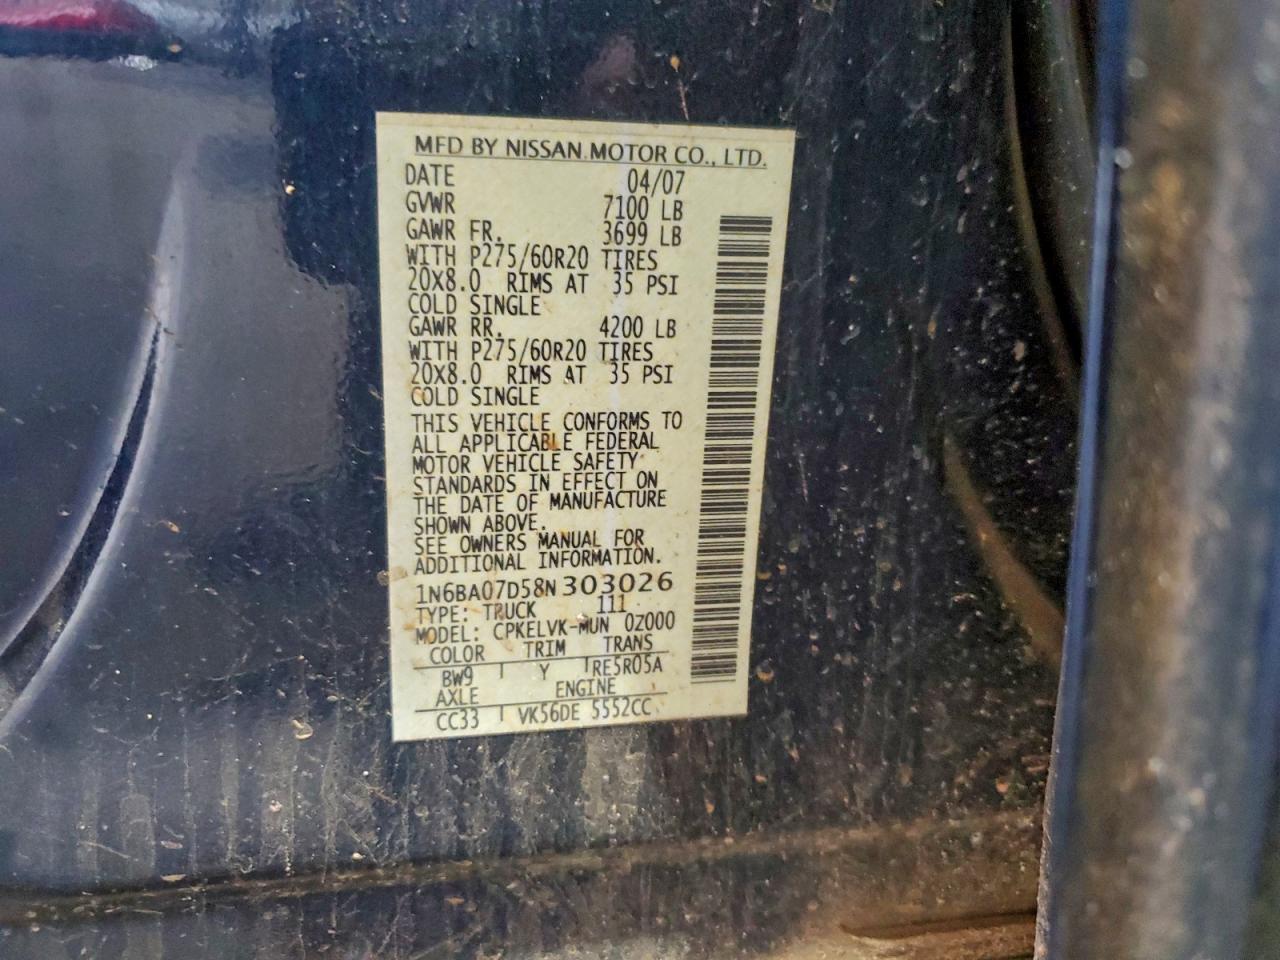 MFD BY NISSAN MOTOR CO., LTD.
DATE 04/07
GVWR 7100 LB
GAWR FR. 3699 LB
WITH P275/60R20 TIRES
20X8.0 RIMS AT 35 PSI
COLD SINGLE
GAWR RR. 4200 LB
WITH P275/60R20 TIRES
20X8.0 RIMS AT 35 PSI
COLD SINGLE
THIS VEHICLE CONFORMS TO
ALL APPLICABLE FEDERAL
MOTOR VEHICLE SAFETY
STANDARDS IN EFFECT ON
THE DATE OF MANUFACTURE
SHOWN ABOVE.
SEE OWNERS MANUAL FOR
ADDITIONAL INFORMATION.
1N6BA07D58N303026
TYPE: TRUCK 111
MODEL: CPKELVK-MUN 0Z000
COLOR TRIM TRANS
BW9 Y RE5R05A
AXLE ENGINE
CC33 VK56DE 5552CC